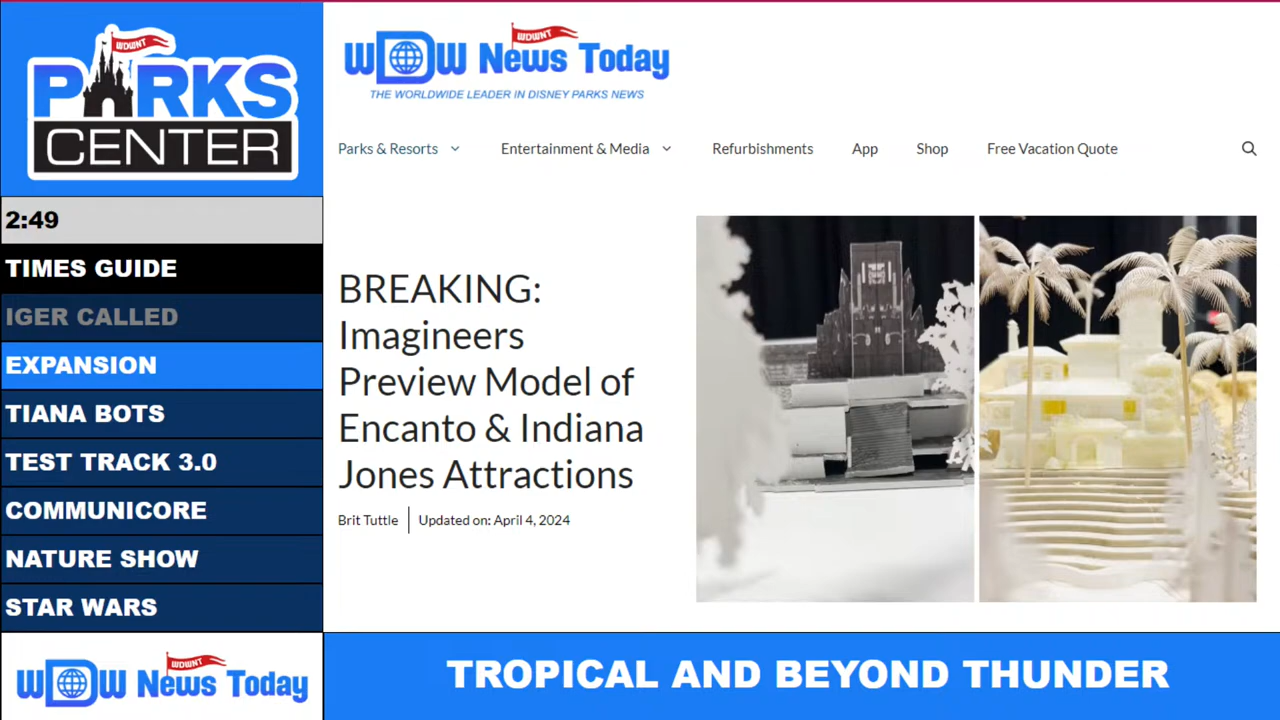 WDWNT
PARKS
CENTER
2:49
TIMES GUIDE
IGER CALLED
EXPANSION
TIANA BOTS
TEST TRACK 3.0
COMMUNICORE
NATURE SHOW
STAR WARS
WDWNT
WDW News Today
WDWNT
WDW News Today
THE WORLDWIDE LEADER IN DISNEY PARKS NEWS
Parks & Resorts Entertainment & Media Refurbishments App Shop Free Vacation Quote
BREAKING:
Imagineers
Preview Model of
Encanto & Indiana
Jones Attractions
Brit Tuttle Updated on: April 4, 2024
TROPICAL AND BEYOND THUNDER